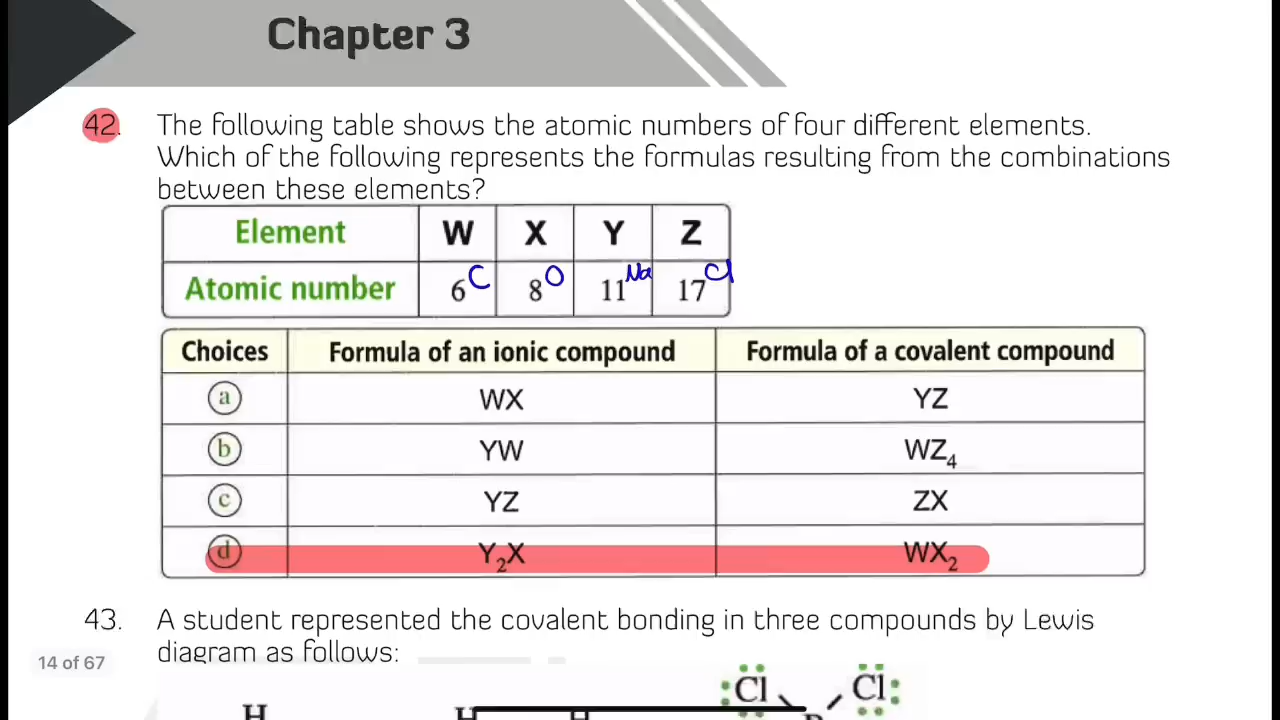 Chapter 3
42. The following table shows the atomic numbers of four different elements.
Which of the following represents the formulas resulting from the combinations
between these elements?
Element W X Y Z
Atomic number 6 C 8 O 11 Na 17 Cl
Choices Formula of an ionic compound Formula of a covalent compound
a WX YZ
b YW WZ₄
c YZ ZX
d Y₂X WX₂
43. A student represented the covalent bonding in three compounds by Lewis
diagram as follows:
14 of 67
Cl Cl
H H H